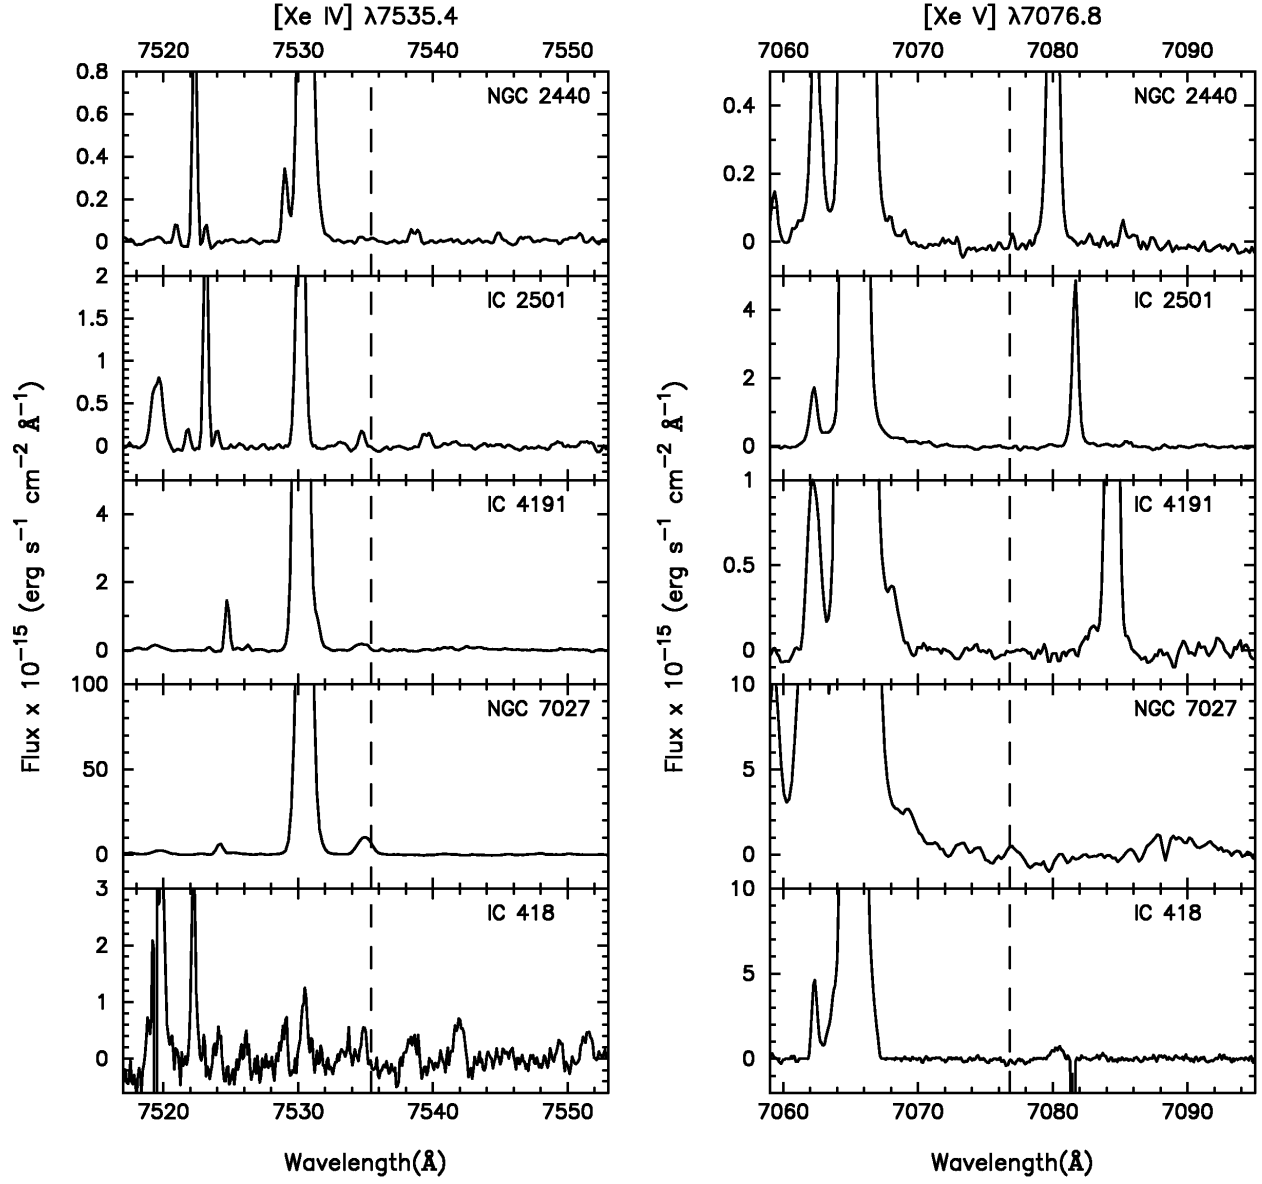 [Xe IV] λ7535.4
7520 7530 7540 7550
0.8
0.6
0.4
0.2
0
NGC 2440
2
1.5
1
0.5
0
IC 2501
4
2
0
IC 4191
100
50
0
NGC 7027
3
2
1
0
IC 418
7520 7530 7540 7550
Wavelength(Å)
Flux x 10⁻¹⁵ (erg s⁻¹ cm⁻² Å⁻¹)
[Xe V] λ7076.8
7060 7070 7080 7090
0.4
0.2
0
NGC 2440
4
2
0
IC 2501
1
0.5
0
IC 4191
10
5
0
NGC 7027
10
5
0
IC 418
7060 7070 7080 7090
Wavelength(Å)
Flux x 10⁻¹⁵ (erg s⁻¹ cm⁻² Å⁻¹)